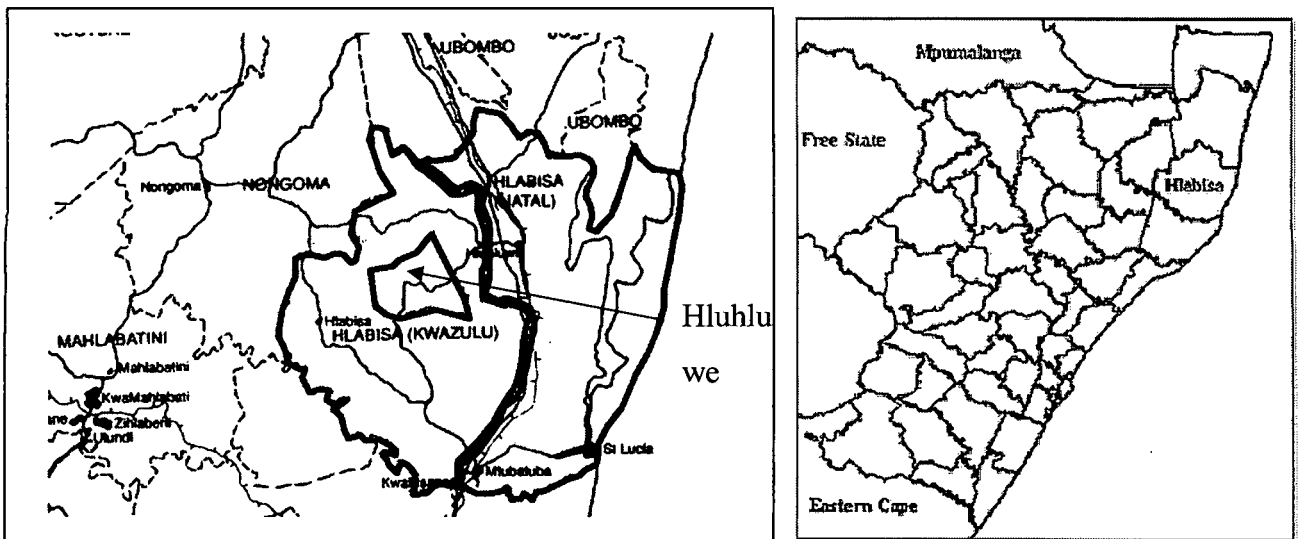 UBOMBO
UBOMBO
Nongoma
NONGOMA
HLABISA
(NATAL)
Hluhlu
we
Hlabisa
HLABISA (KWAZULU)
MAHLABATINI
Mahlabatini
KwaMahlabati
Ulundi
St Lucia
Mtubatuba
Mpumalanga
Free State
Hlabisa
Eastern Cape